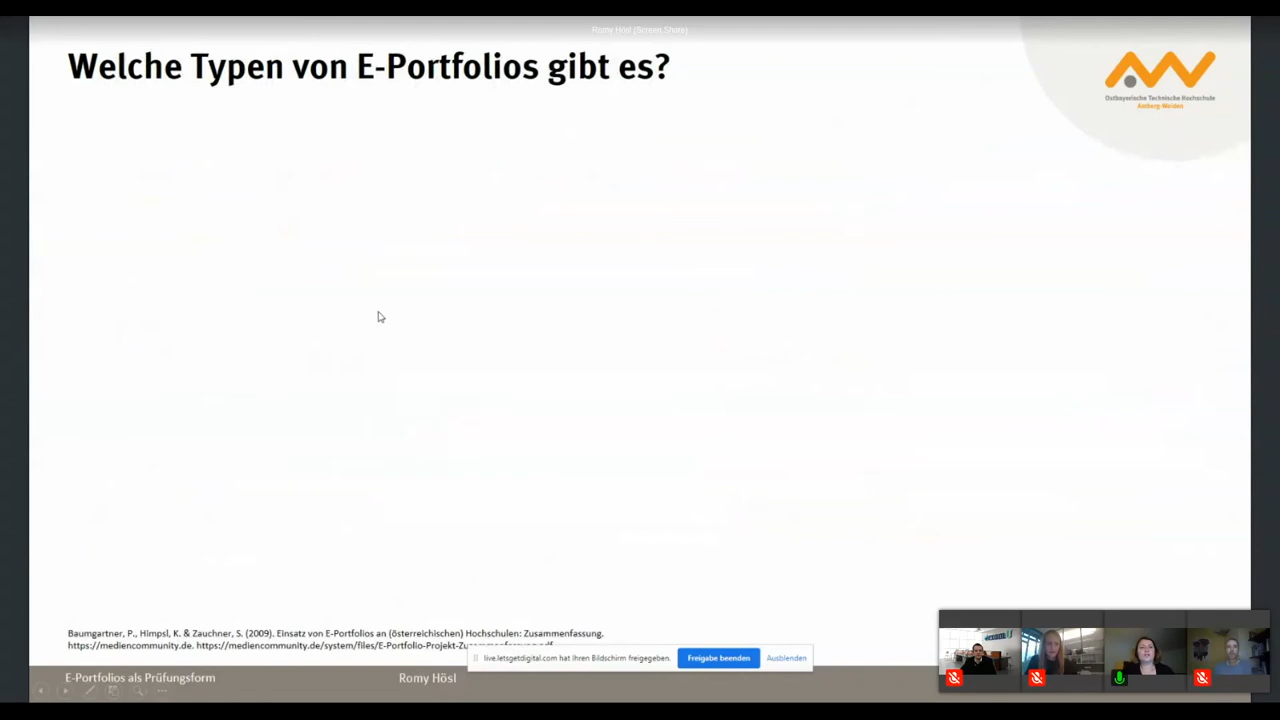 Romy Hösl (Screen Share)
Welche Typen von E-Portfolios gibt es?
Ostbayerische Technische Hochschule
Amberg-Weiden
Baumgartner, P., Himpsl, K. & Zauchner, S. (2009). Einsatz von E-Portfolios an (österreichischen) Hochschulen: Zusammenfassung.
https://mediencommunity.de. https://mediencommunity.de/system/files/E-Portfolio-Projekt-Zusammenfassung.pdf
live.letsgetdigital.com hat Ihren Bildschirm freigegeben.
Freigabe beenden
Ausblenden
E-Portfolios als Prüfungsform
Romy Hösl